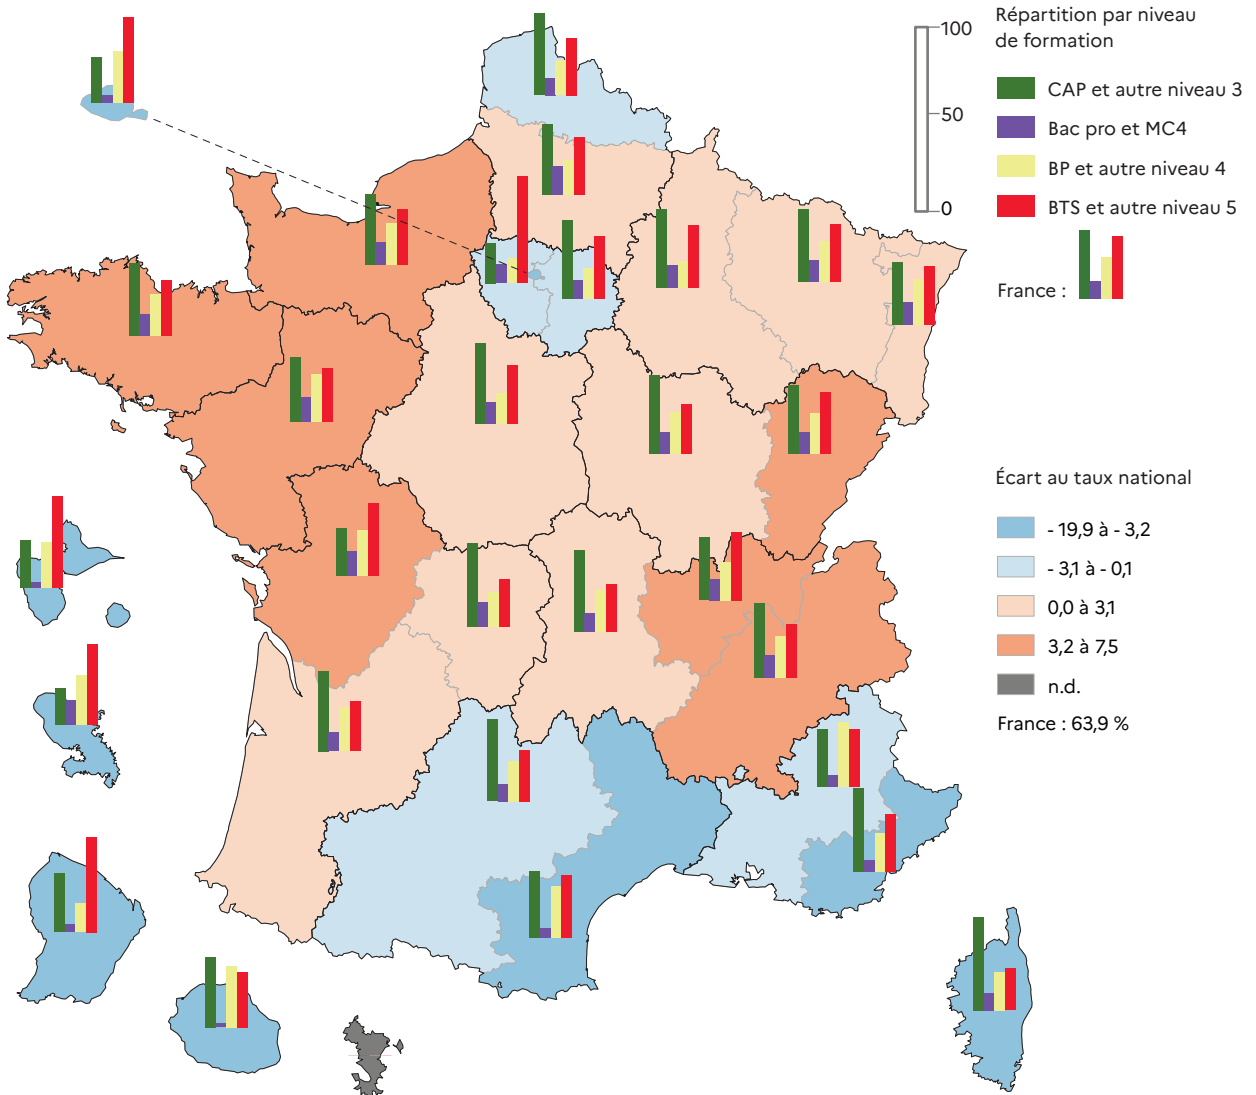 100
50
0
Répartition par niveau
de formation
CAP et autre niveau 3
Bac pro et MC4
BP et autre niveau 4
BTS et autre niveau 5
France :
Écart au taux national
- 19,9 à - 3,2
- 3,1 à - 0,1
0,0 à 3,1
3,2 à 7,5
n.d.
France : 63,9 %